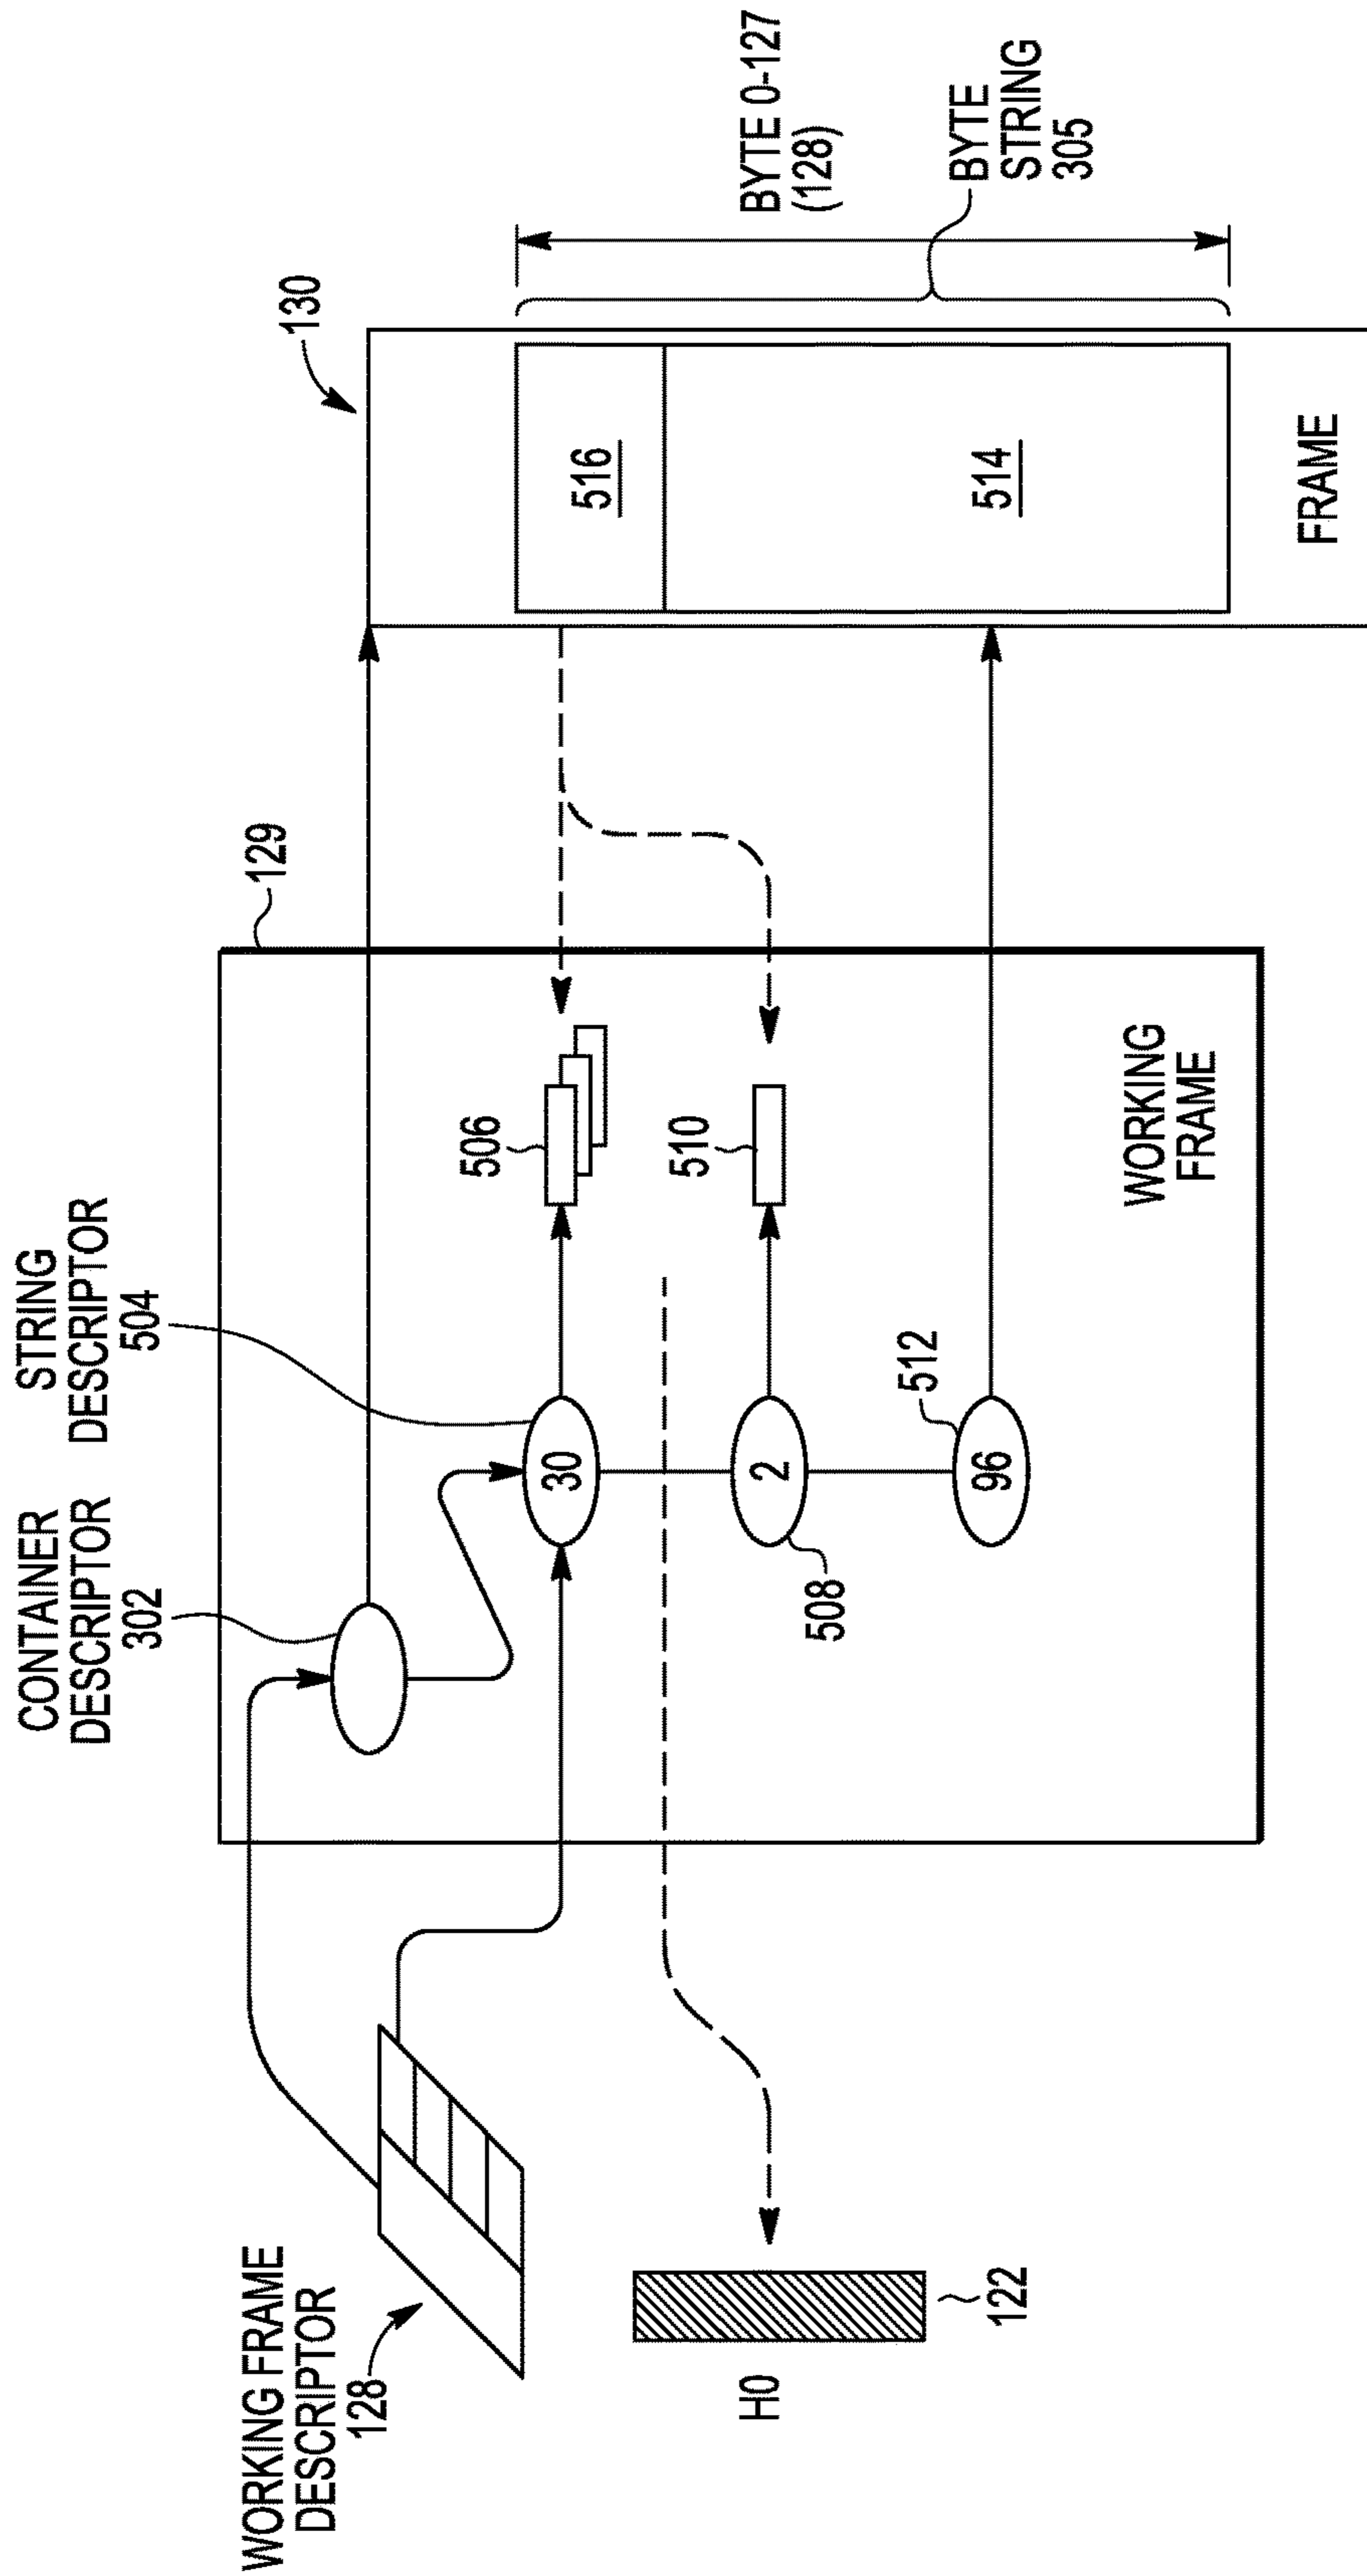 WORKING FRAME
DESCRIPTOR
128
CONTAINER
DESCRIPTOR
302
STRING
DESCRIPTOR
504
129
130
30
506
2
508
510
96
512
WORKING
FRAME
H0
122
516
514
FRAME
BYTE 0-127
(128)
BYTE
STRING
305